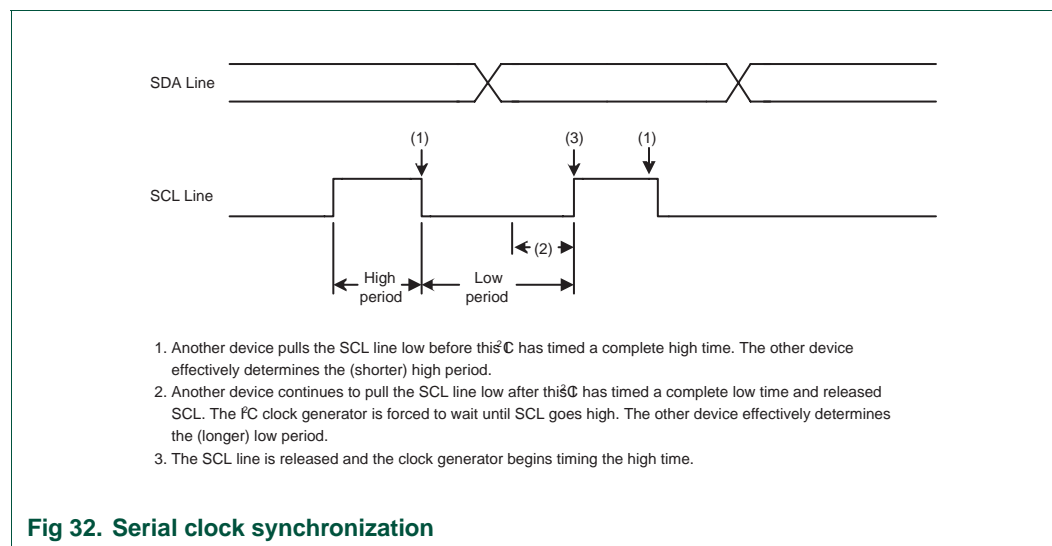 SDA Line
(1)
(3)
(1)
SCL Line
(2)
High
period
Low
period
1. Another device pulls the SCL line low before this I²C has timed a complete high time. The other device
effectively determines the (shorter) high period.
2. Another device continues to pull the SCL line low after this I²C has timed a complete low time and released
SCL. The I²C clock generator is forced to wait until SCL goes high. The other device effectively determines
the (longer) low period.
3. The SCL line is released and the clock generator begins timing the high time.
Fig 32. Serial clock synchronization